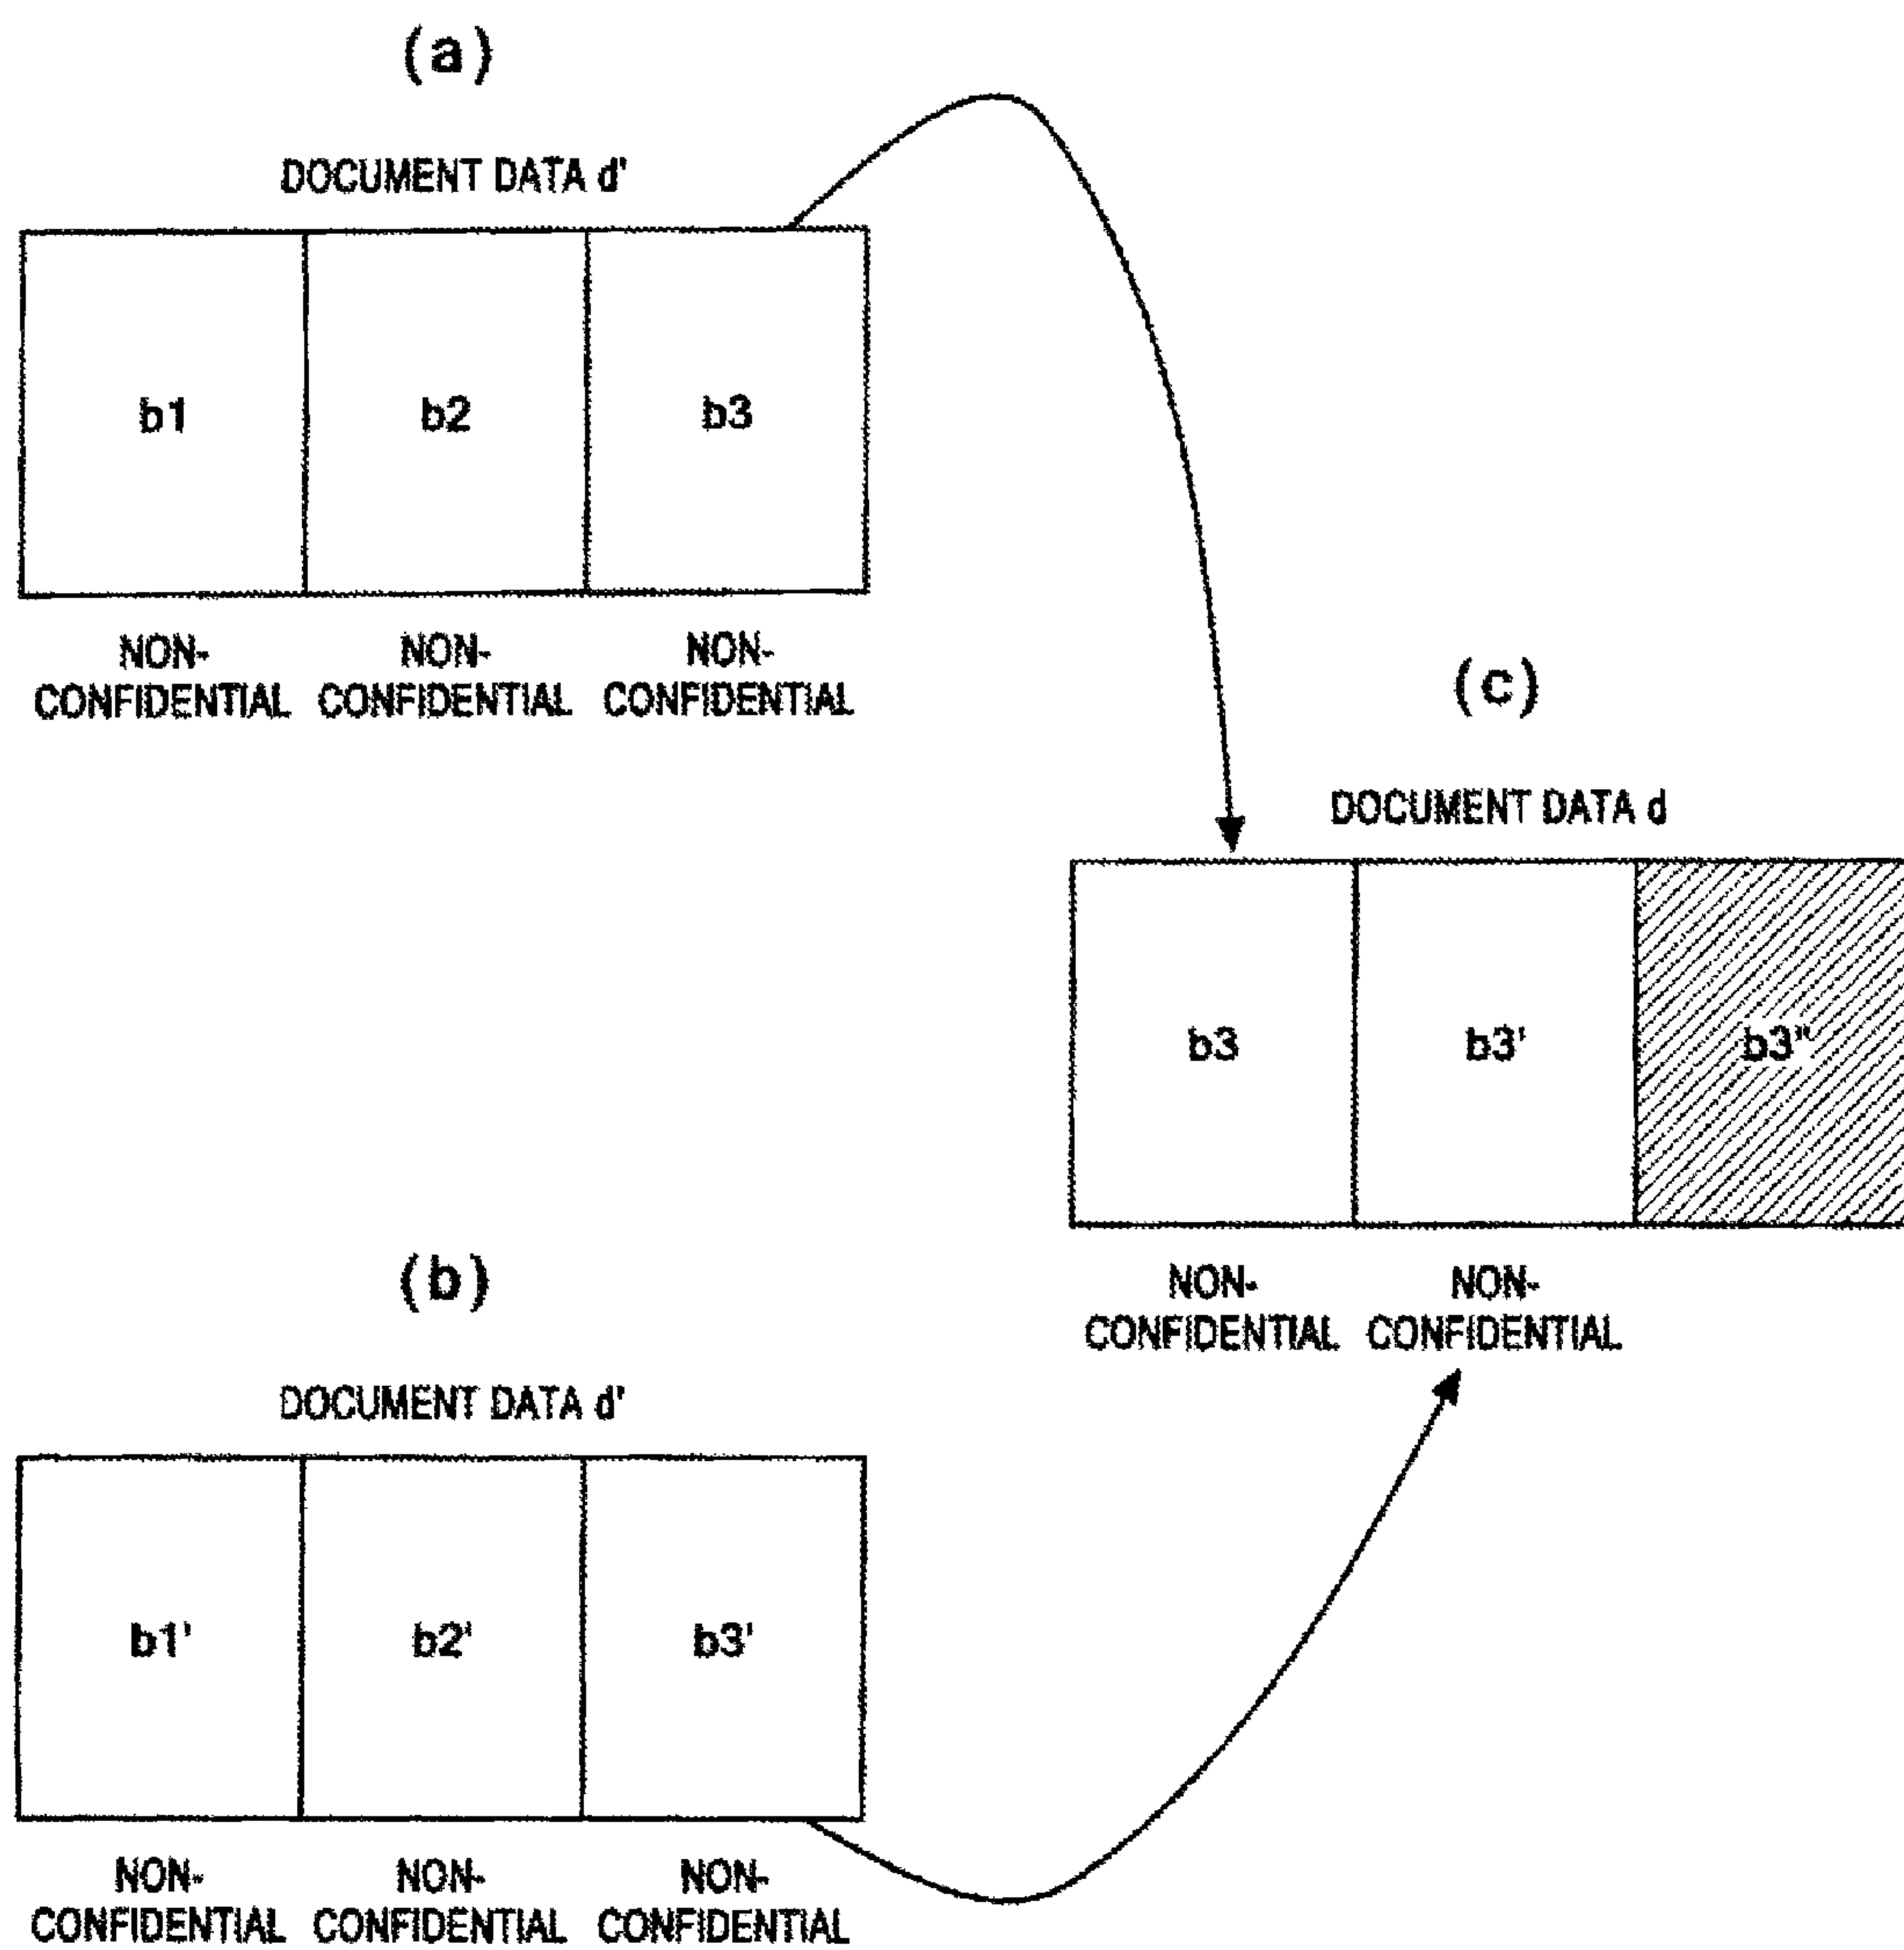 (a)
DOCUMENT DATA d'
b1 b2 b3
NON- NON- NON-
CONFIDENTIAL CONFIDENTIAL CONFIDENTIAL
(c)
DOCUMENT DATA d
b3 b3' b3"
NON- NON-
CONFIDENTIAL CONFIDENTIAL
(b)
DOCUMENT DATA d'
b1' b2' b3'
NON- NON- NON-
CONFIDENTIAL CONFIDENTIAL CONFIDENTIAL